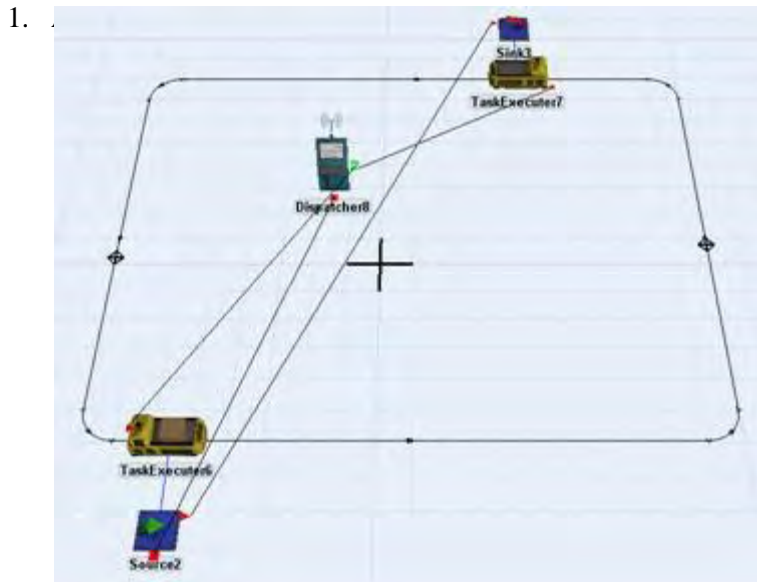 1.
Sink3
TaskExecuter7
Dispatcher8
TaskExecuter6
Source2